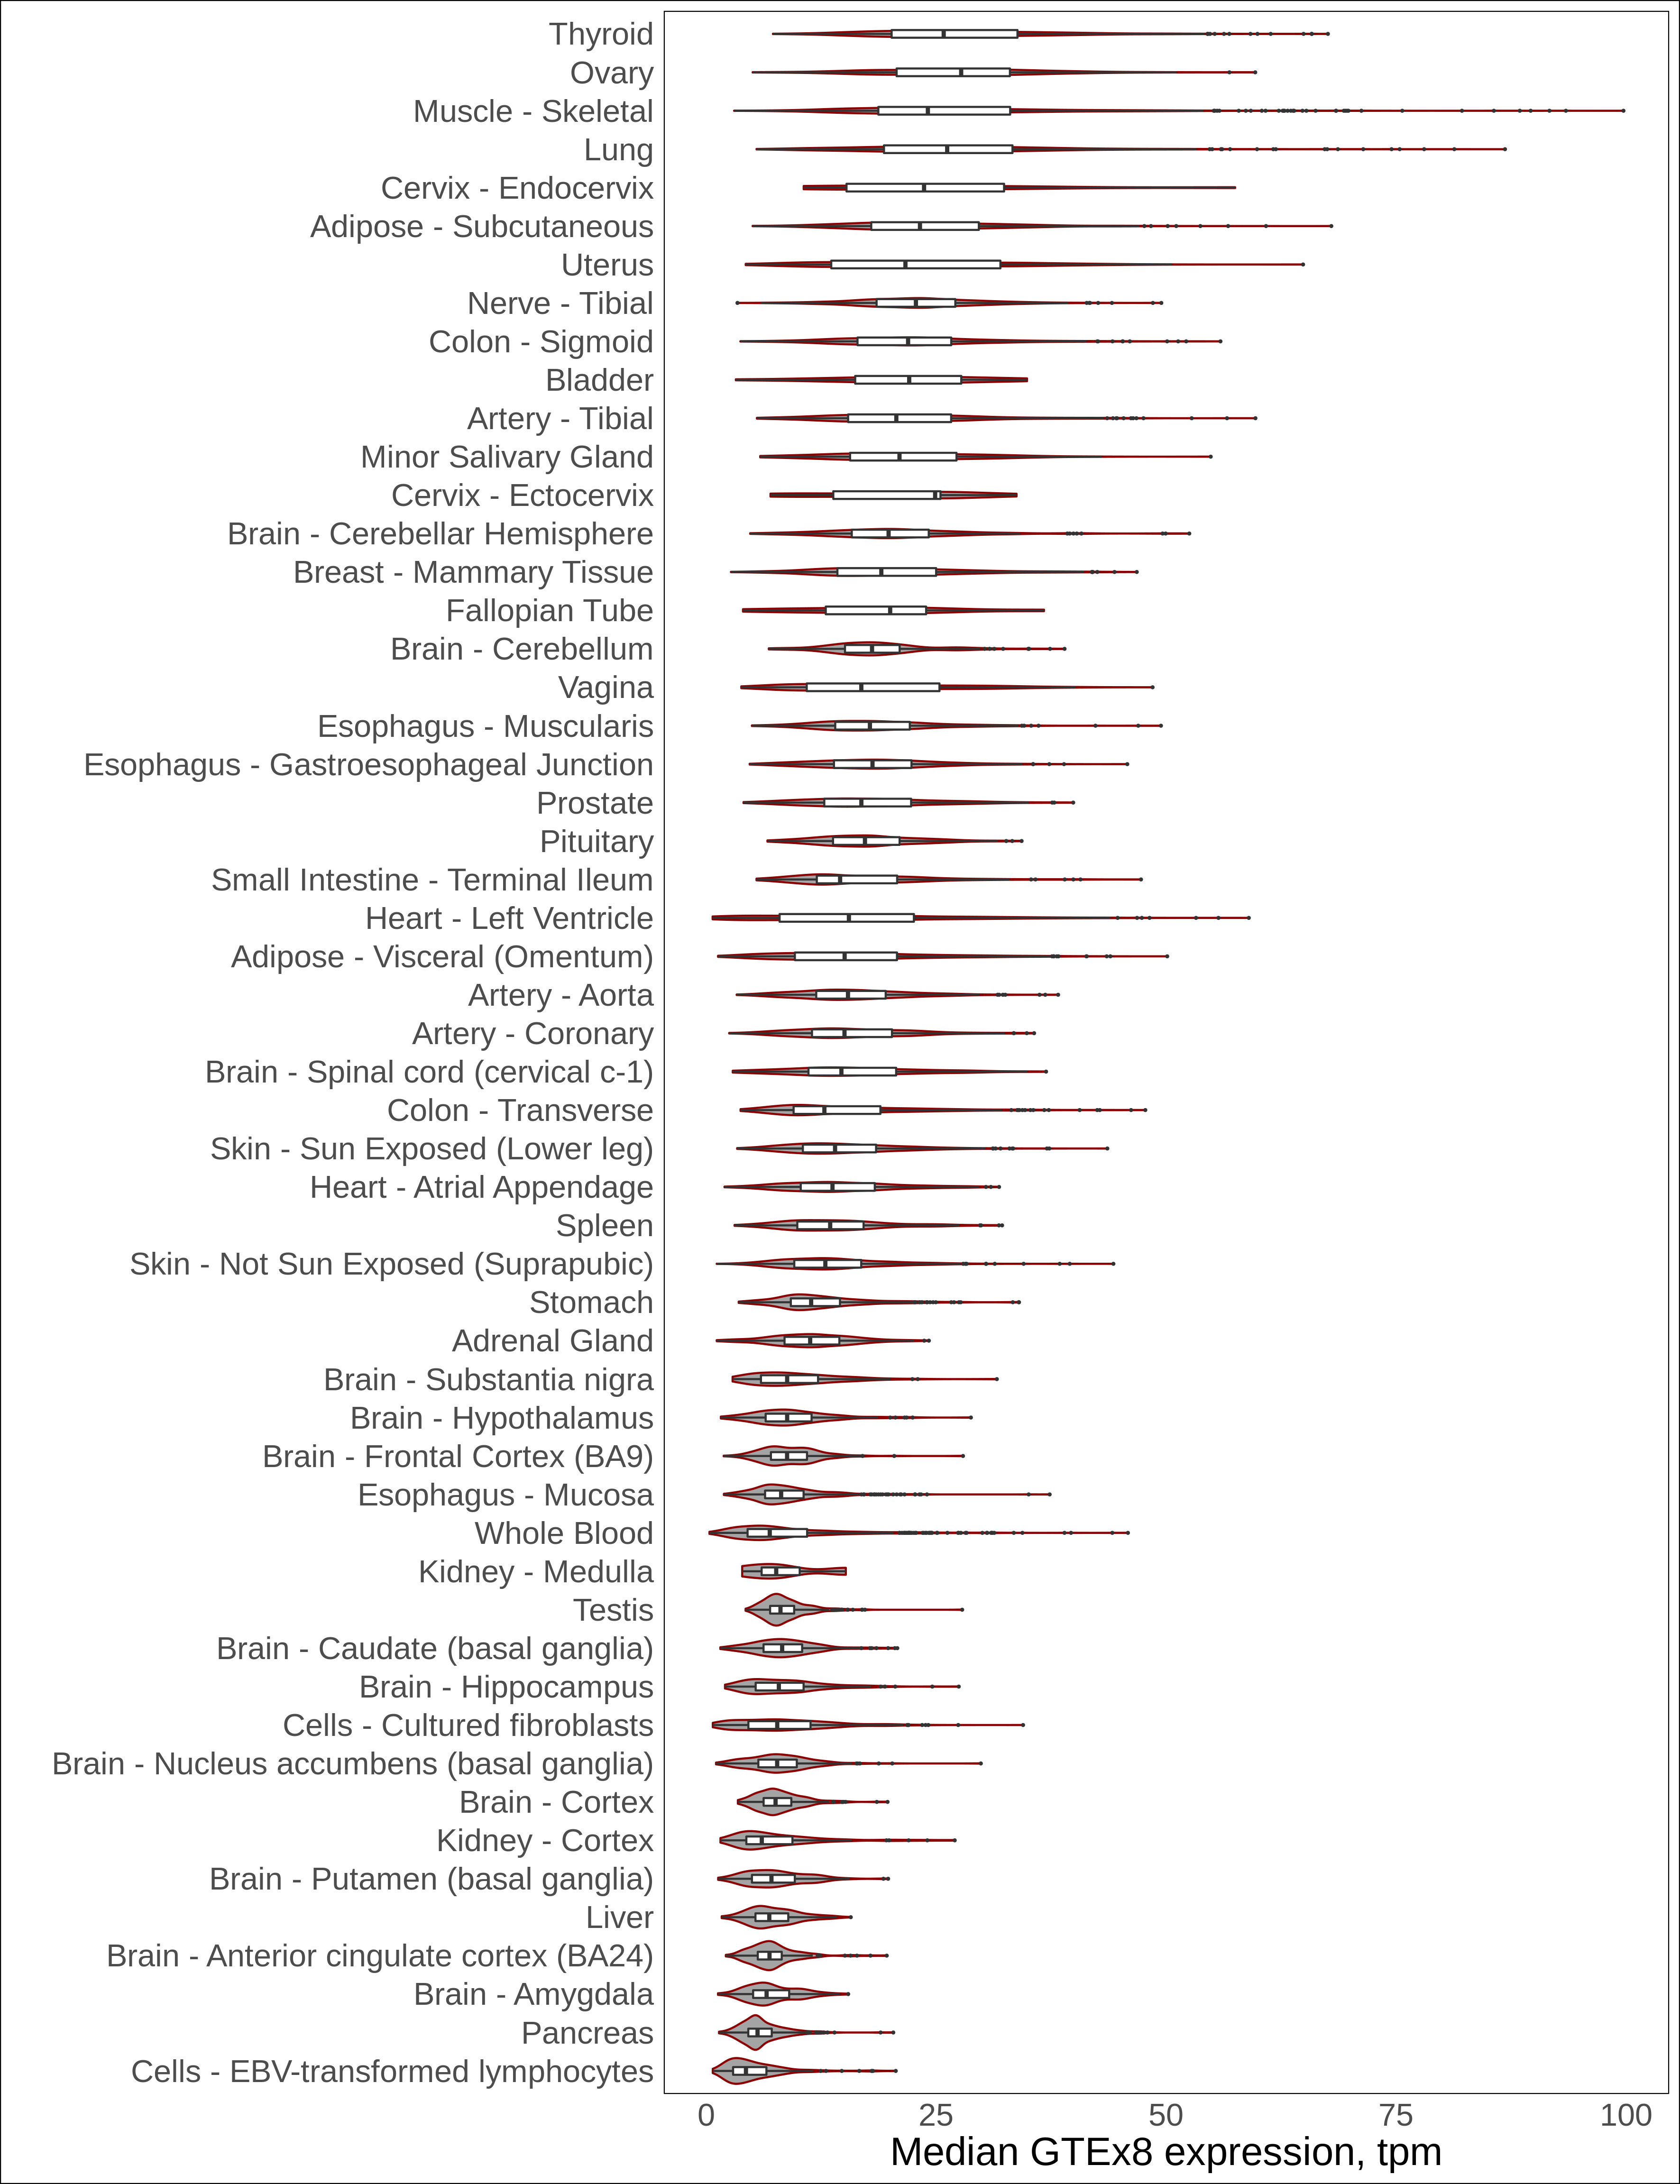 Thyroid
Ovary
Muscle - Skeletal
Lung
Cervix - Endocervix
Adipose - Subcutaneous
Uterus
Nerve - Tibial
Colon - Sigmoid
Bladder
Artery - Tibial
Minor Salivary Gland
Cervix - Ectocervix
Brain - Cerebellar Hemisphere
Breast - Mammary Tissue
Fallopian Tube
Brain - Cerebellum
Vagina
Esophagus - Muscularis
Esophagus - Gastroesophageal Junction
Prostate
Pituitary
Small Intestine - Terminal Ileum
Heart - Left Ventricle
Adipose - Visceral (Omentum)
Artery - Aorta
Artery - Coronary
Brain - Spinal cord (cervical c-1)
Colon - Transverse
Skin - Sun Exposed (Lower leg)
Heart - Atrial Appendage
Spleen
Skin - Not Sun Exposed (Suprapubic)
Stomach
Adrenal Gland
Brain - Substantia nigra
Brain - Hypothalamus
Brain - Frontal Cortex (BA9)
Esophagus - Mucosa
Whole Blood
Kidney - Medulla
Testis
Brain - Caudate (basal ganglia)
Brain - Hippocampus
Cells - Cultured fibroblasts
Brain - Nucleus accumbens (basal ganglia)
Brain - Cortex
Kidney - Cortex
Brain - Putamen (basal ganglia)
Liver
Brain - Anterior cingulate cortex (BA24)
Brain - Amygdala
Pancreas
Cells - EBV-transformed lymphocytes
0 25 50 75 100
Median GTEx8 expression, tpm